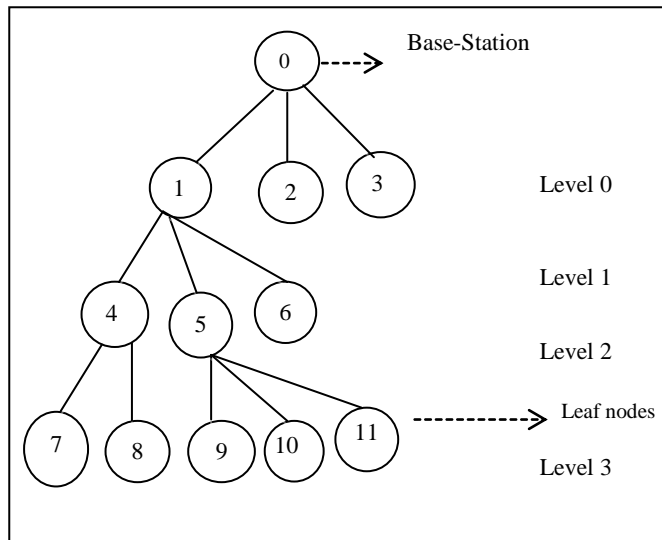 Base-Station
0
1 2 3 Level 0
Level 1
4 5 6
Level 2
7 8 9 10 11 Leaf nodes
Level 3